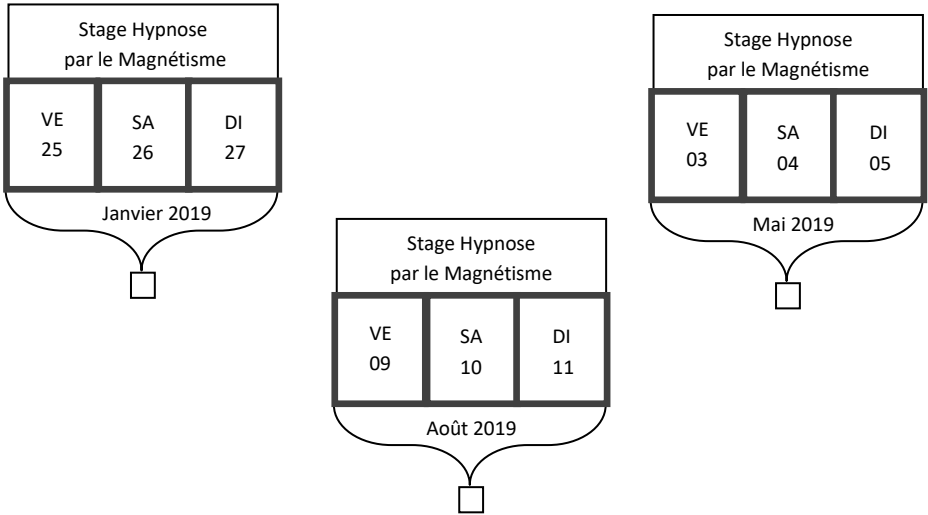 Stage Hypnose
par le Magnétisme
VE
25
SA
26
DI
27
Janvier 2019
Stage Hypnose
par le Magnétisme
VE
03
SA
04
DI
05
Mai 2019
Stage Hypnose
par le Magnétisme
VE
09
SA
10
DI
11
Août 2019